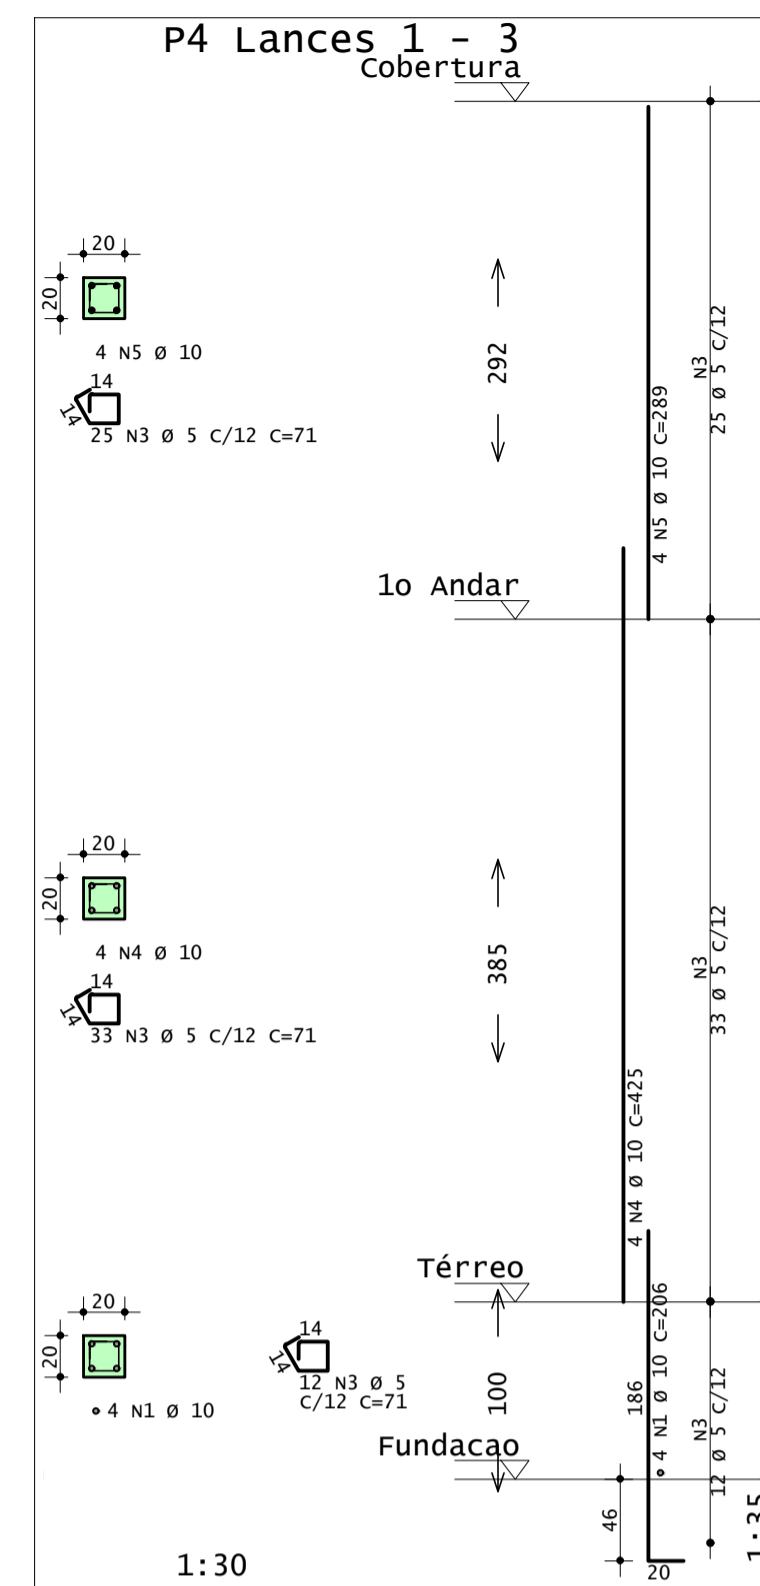 P4 Lances 1 - 3
Cobertura
20
20
4 N5 Ø 10
14
14
25 N3 Ø 5 C/12 C=71
292
4 N5 Ø 10 C=289
N3
25 Ø 5 C/12
1o Andar
20
20
4 N4 Ø 10
14
14
33 N3 Ø 5 C/12 C=71
385
4 N4 Ø 10 C=425
N3
33 Ø 5 C/12
Térreo
20
20
4 N1 Ø 10
14
14
12 N3 Ø 5
C/12 C=71
100
186
4 N1 Ø 10 C=206
N3
12 Ø 5 C/12
Fundacao
46
20
1:30
1:35